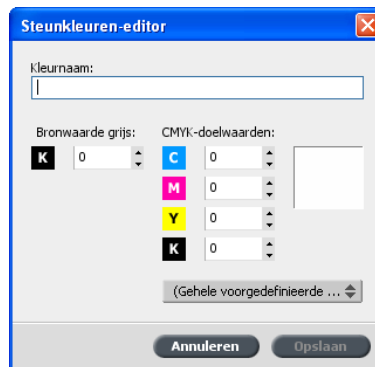 Steunkleuren-editor
Kleurnaam:
Bronwaarde grijs: CMYK-doelwaarden:
K 0 C 0
M 0
Y 0
K 0
(Gehele voorgedefinieerde ...
Annuleren Opslaan